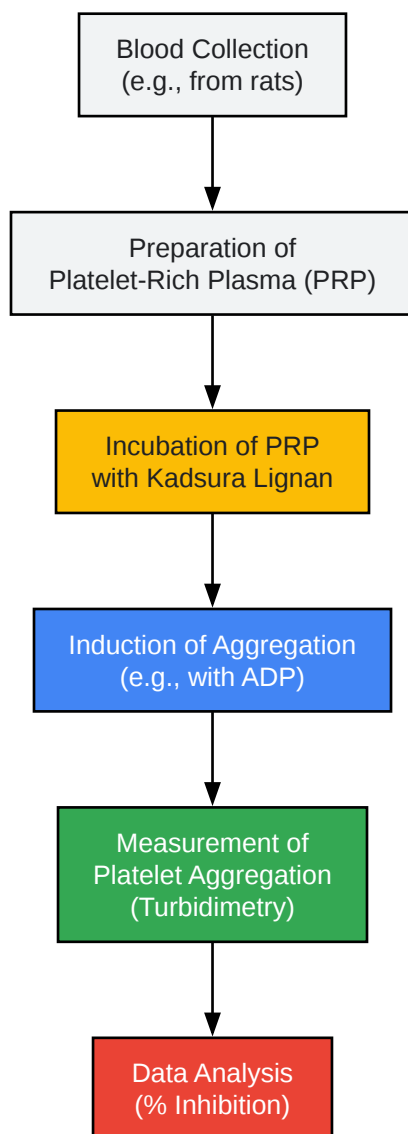 Blood Collection
(e.g., from rats)
Preparation of
Platelet-Rich Plasma (PRP)
Incubation of PRP
with Kadsura Lignan
Induction of Aggregation
(e.g., with ADP)
Measurement of
Platelet Aggregation
(Turbidimetry)
Data Analysis
(% Inhibition)